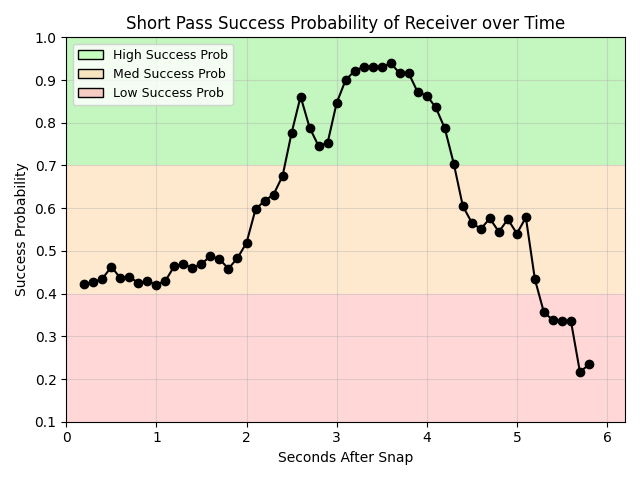 Short Pass Success Probability of Receiver over Time
1.0
0.9
0.8
0.7
0.6
0.5
0.4
0.3
0.2
0.1
Success Probability
High Success Prob
Med Success Prob
Low Success Prob
0 1 2 3 4 5 6
Seconds After Snap